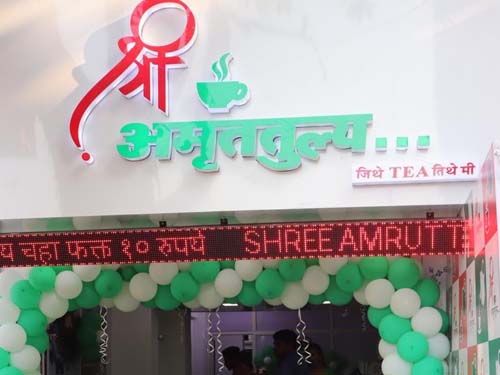 श्री
अमृततुल्य...
जिथे TEA तिथे मी
चहा फक्त १० रुपये SHREE AMRUTT